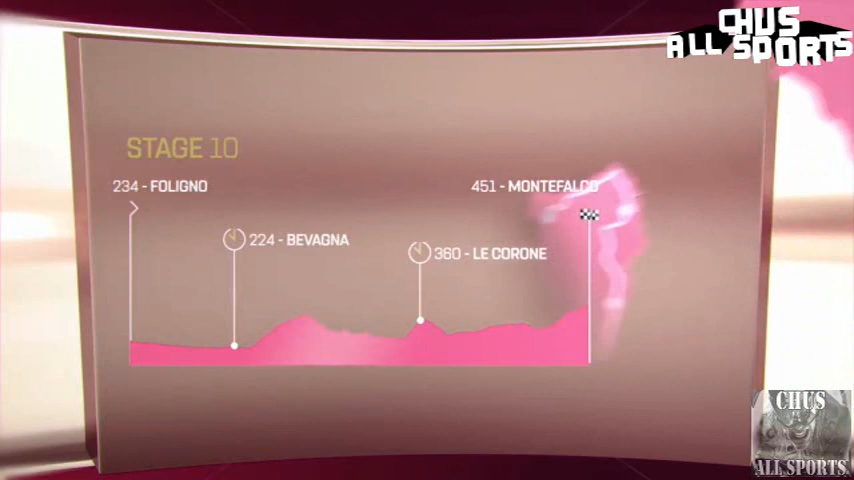 CHUS
ALL SPORTS
STAGE 10
234 - FOLIGNO
451 - MONTEFALCO
224 - BEVAGNA
360 - LE CORONE
CHUS
ALL SPORTS